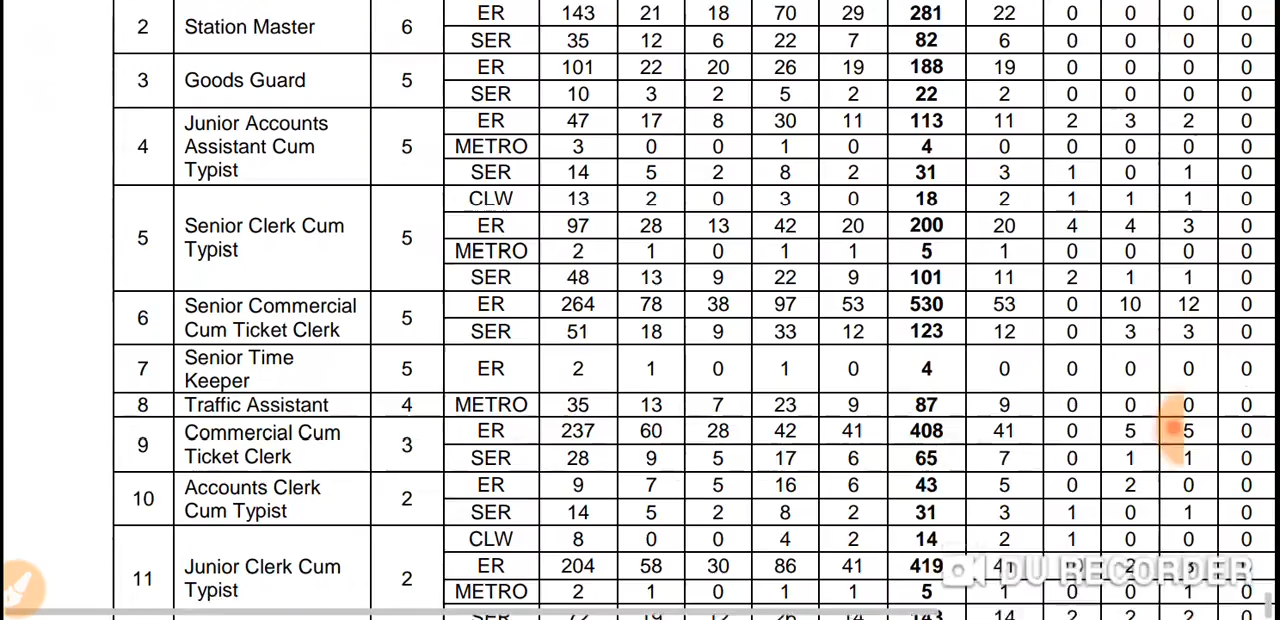 2 Station Master 6 ER 143 21 18 70 29 281 22 0 0 0 0
SER 35 12 6 22 7 82 6 0 0 0 0
3 Goods Guard 5 ER 101 22 20 26 19 188 19 0 0 0 0
SER 10 3 2 5 2 22 2 0 0 0 0
4 Junior Accounts Assistant Cum Typist 5 ER 47 17 8 30 11 113 11 2 3 2 0
METRO 3 0 0 1 0 4 0 0 0 0 0
SER 14 5 2 8 2 31 3 1 0 1 0
5 Senior Clerk Cum Typist 5 CLW 13 2 0 3 0 18 2 1 1 1 0
ER 97 28 13 42 20 200 20 4 4 3 0
METRO 2 1 0 1 1 5 1 0 0 0 0
SER 48 13 9 22 9 101 11 2 1 1 0
6 Senior Commercial Cum Ticket Clerk 5 ER 264 78 38 97 53 530 53 0 10 12 0
SER 51 18 9 33 12 123 12 0 3 3 0
7 Senior Time Keeper 5 ER 2 1 0 1 0 4 0 0 0 0 0
8 Traffic Assistant 4 METRO 35 13 7 23 9 87 9 0 0 0 0
9 Commercial Cum Ticket Clerk 3 ER 237 60 28 42 41 408 41 0 5 5 0
SER 28 9 5 17 6 65 7 0 1 1 0
10 Accounts Clerk Cum Typist 2 ER 9 7 5 16 6 43 5 0 2 0 0
SER 14 5 2 8 2 31 3 1 0 1 0
11 Junior Clerk Cum Typist 2 CLW 8 0 0 4 2 14 2 1 0 0 0
ER 204 58 30 86 41 419 41
DU RECORDER
METRO 2 1 0 1 1 5 1 0 0 1 0
SER 72 19 12 26 14 143 14 2 2 2 0